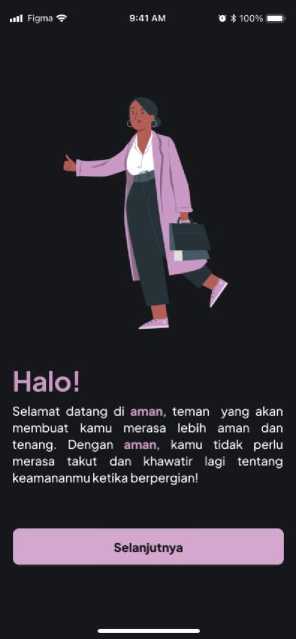 Figma 9:41 AM 100%
Halo!
Selamat datang di aman, teman yang akan
membuat kamu merasa lebih aman dan
tenang. Dengan aman, kamu tidak perlu
merasa takut dan khawatir lagi tentang
keamananmu ketika berpergian!
Selanjutnya